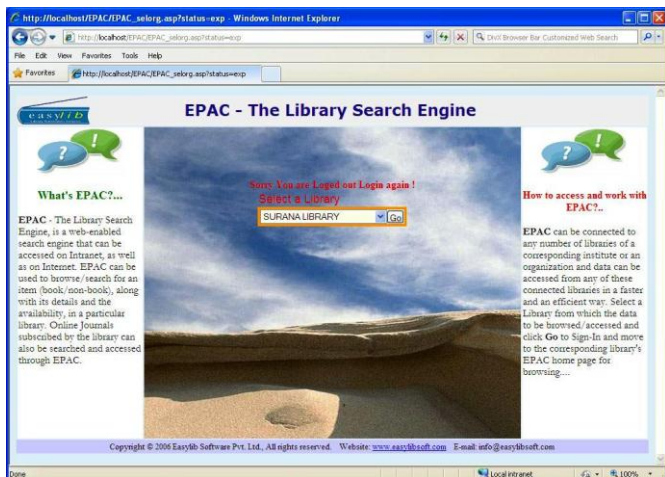 http://localhost/EPAC/EPAC_selorg.asp?status=exp - Windows Internet Explorer
http://localhost/EPAC/EPAC_selorg.asp?status=exp
DivX Browser Bar Customized Web Search
File Edit View Favorites Tools Help
Favorites
http://localhost/EPAC/EPAC_selorg.asp?status=exp
easylib
EPAC - The Library Search Engine
What's EPAC?...
EPAC - The Library Search
Engine, is a web-enabled
search engine that can be
accessed on Intranet, as well
as on Internet. EPAC can be
used to browse/search for an
item (book/non-book), along
with its details and the
availability, in a particular
library. Online Journals
subscribed by the library can
also be searched and accessed
through EPAC.
Sorry You are Loged out Login again !
Select a Library
SURANA LIBRARY Go
How to access and work with
EPAC?..
EPAC can be connected to
any number of libraries of a
corresponding institute or an
organization and data can be
accessed from any of these
connected libraries in a faster
and an efficient way. Select a
Library from which the data
to be browsed/accessed and
click Go to Sign-In and move
to the corresponding library's
EPAC home page for
browsing....
Copyright © 2006 Easylib Software Pvt. Ltd., All rights reserved. Website: www.easylibsoft.com E-mail: info@easylibsoft.com
Done Local intranet 100%